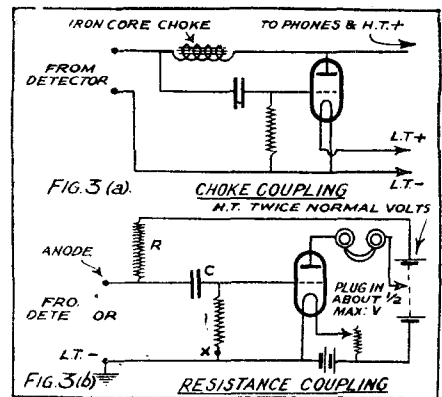 IRON CORE CHOKE
TO PHONES & H.T.+
FROM
DETECTOR
L.T.+
L.T.-
FIG. 3 (a).
CHOKE COUPLING
H.T. TWICE NORMAL VOLTS
ANODE
R
C
PLUG IN
ABOUT 1/2
MAX: V
FRO.
DETE OR
X
L.T.-
FIG. 3(b)
RESISTANCE COUPLING